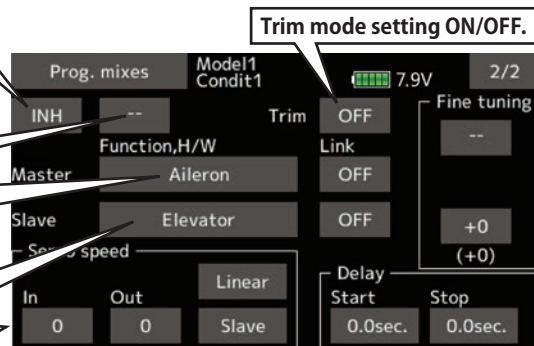 Trim mode setting ON/OFF.
Prog. mixes
Model1
Condit1
7.9V
2/2
INH
--
Trim
OFF
Fine tuning
--
Function,H/W
Link
Master
Aileron
OFF
Slave
Elevator
OFF
+0
(+0)
Servo speed
Linear
Delay
In
Out
Start
Stop
0
0
Slave
0.0sec.
0.0sec.